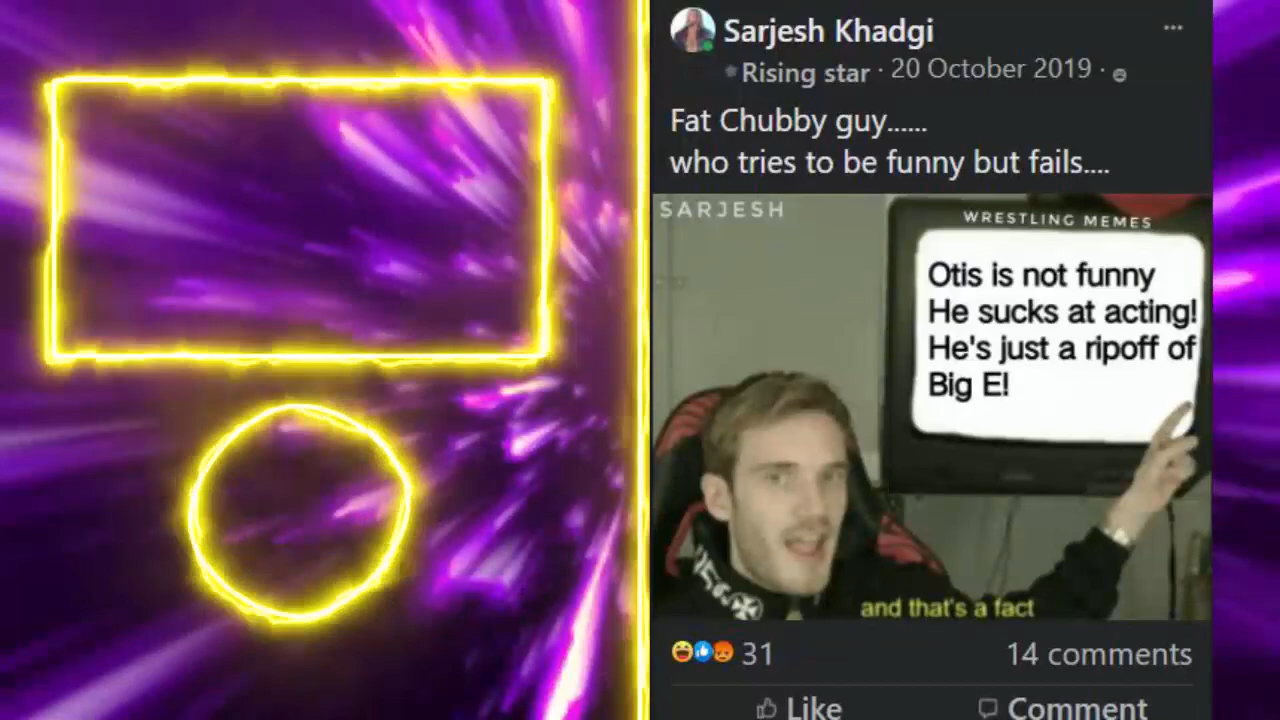 Sarjesh Khadgi
Rising star · 20 October 2019 ·
Fat Chubby guy......
who tries to be funny but fails....
SARJESH
WRESTLING MEMES
Otis is not funny
He sucks at acting!
He's just a ripoff of
Big E!
and that's a fact
31
14 comments
Like
Comment